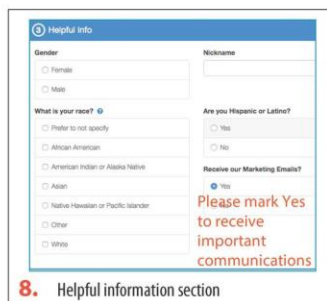 3 Helpful Info
Gender
Female
Male
Nickname
What is your race?
Prefer to not specify
African American
American Indian or Alaska Native
Asian
Native Hawaiian or Pacific Islander
Other
White
Are you Hispanic or Latino?
Yes
No
Receive our Marketing Emails?
Yes
Please mark Yes
to receive
important
communications
8. Helpful information section